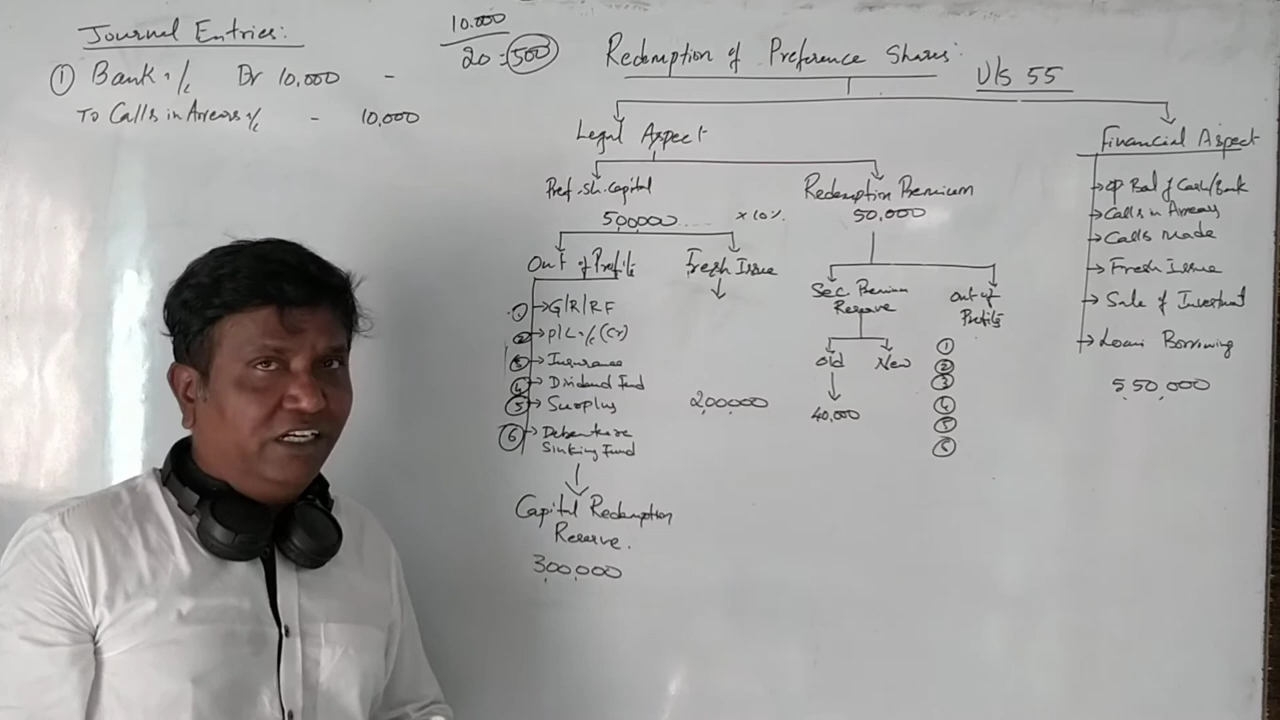 Journal Entries:
① Bank a/c Dr 10,000 -
To Calls in Arrears a/c - 10,000
10.000
20 = 500
Redemption of Preference Shares:
U/S 55
Legal Aspect
Pref. sh. capital
500000 x 10%
Out of Profits
① → G/R/RF
② → P/L a/c (Cr)
③ → Insurance
④ → Dividend Fund
⑤ → Surplus
⑥ → Debenture
Sinking Fund
Capital Redemption
Reserve.
3,00,000
Fresh Issue
2,00,000
Redemption Premium
50,000
Sec Premium
Reserve
Old New
40,000
out of
Profits
①
②
③
④
⑤
⑥
Financial Aspect
→ OP Bal of Cash/Bank
→ Calls in Arrears
→ Calls Made
→ Fresh Issue
→ Sale of Investment
→ Loan Borrowing
5,50,000